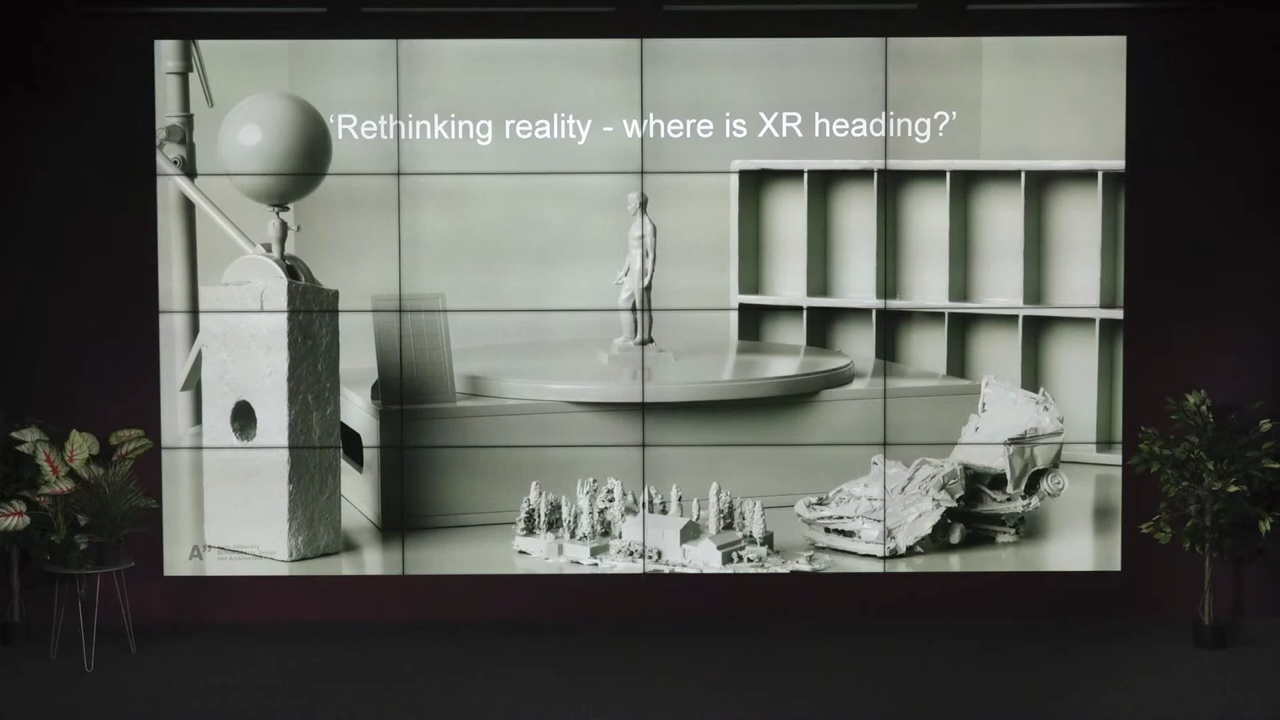 ‘Rethinking reality - where is XR heading?’
A”